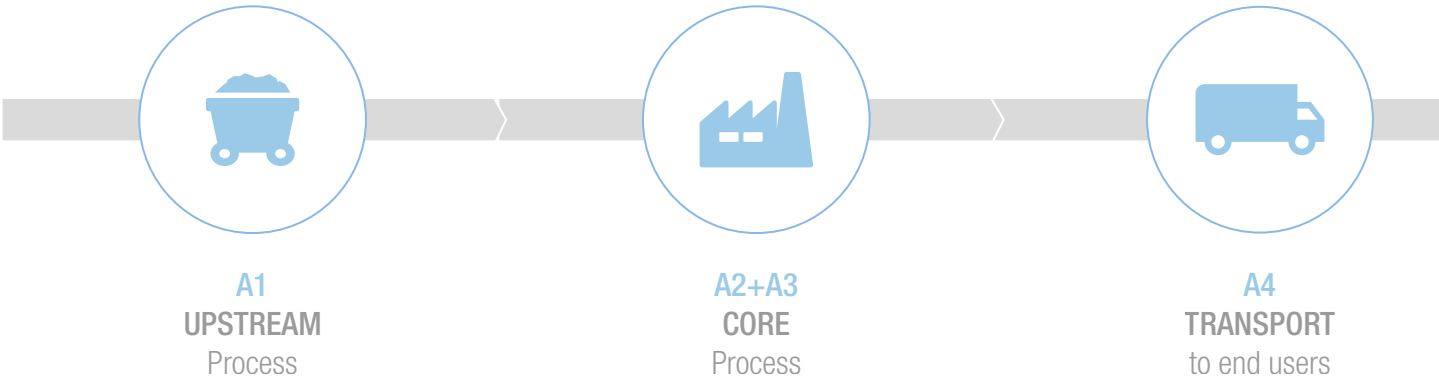 A1
UPSTREAM
Process
A2+A3
CORE
Process
A4
TRANSPORT
to end users